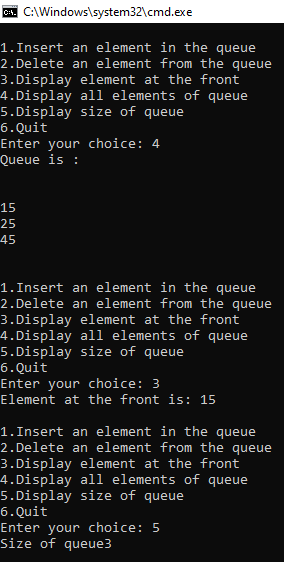 C:\Windows\system32\cmd.exe
1.Insert an element in the queue
2.Delete an element from the queue
3.Display element at the front
4.Display all elements of queue
5.Display size of queue
6.Quit
Enter your choice: 4
Queue is :
15
25
45
1.Insert an element in the queue
2.Delete an element from the queue
3.Display element at the front
4.Display all elements of queue
5.Display size of queue
6.Quit
Enter your choice: 3
Element at the front is: 15
1.Insert an element in the queue
2.Delete an element from the queue
3.Display element at the front
4.Display all elements of queue
5.Display size of queue
6.Quit
Enter your choice: 5
Size of queue3